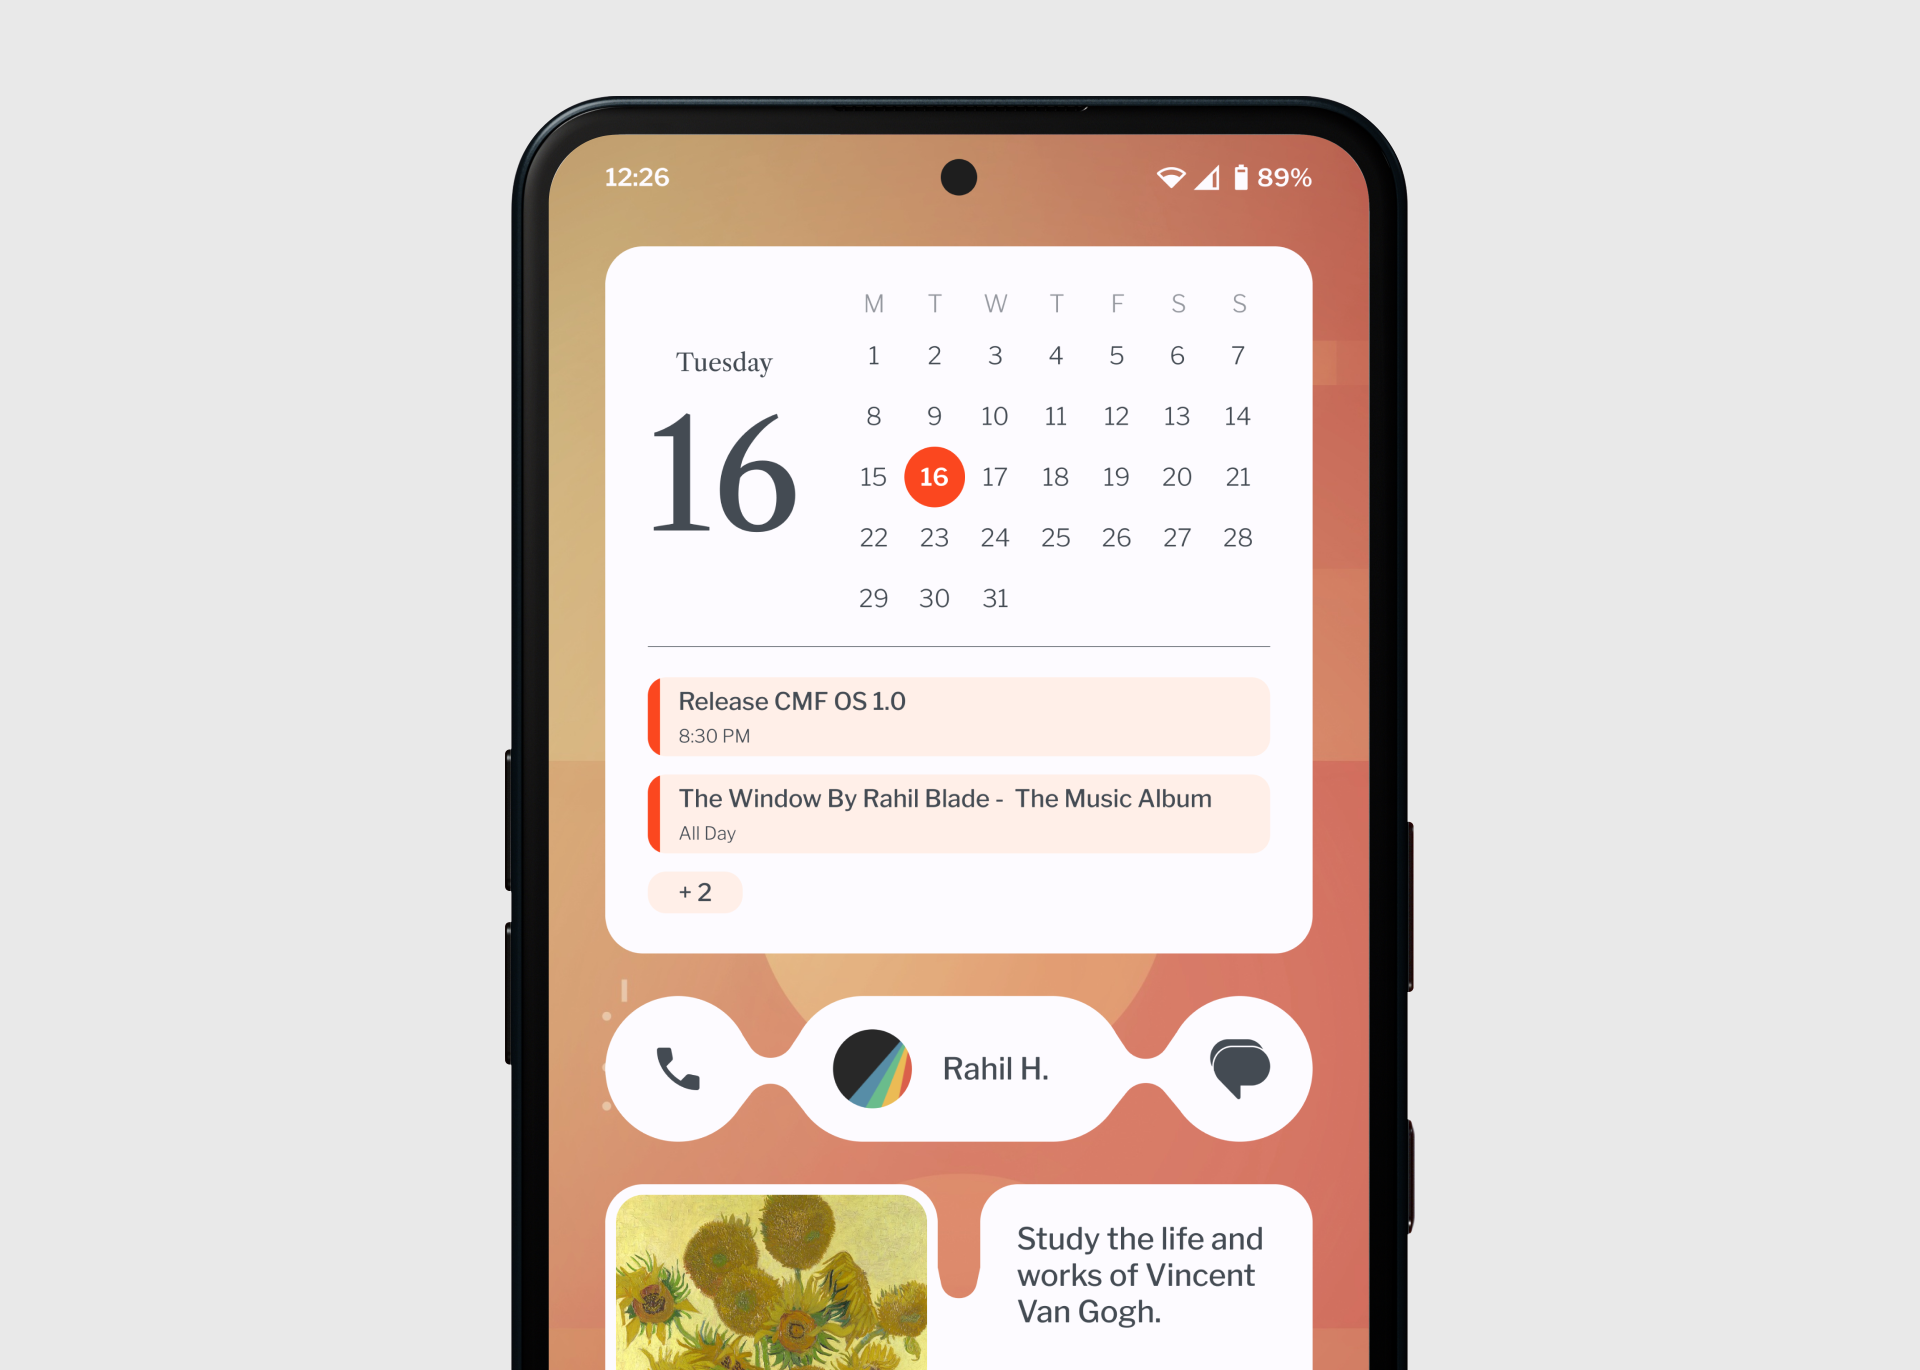 12:26
89%
M T W T F S S
Tuesday
1 2 3 4 5 6 7
16
8 9 10 11 12 13 14
15 16 17 18 19 20 21
22 23 24 25 26 27 28
29 30 31
Release CMF OS 1.0
8:30 PM
The Window By Rahil Blade - The Music Album
All Day
+ 2
Rahil H.
Study the life and
works of Vincent
Van Gogh.